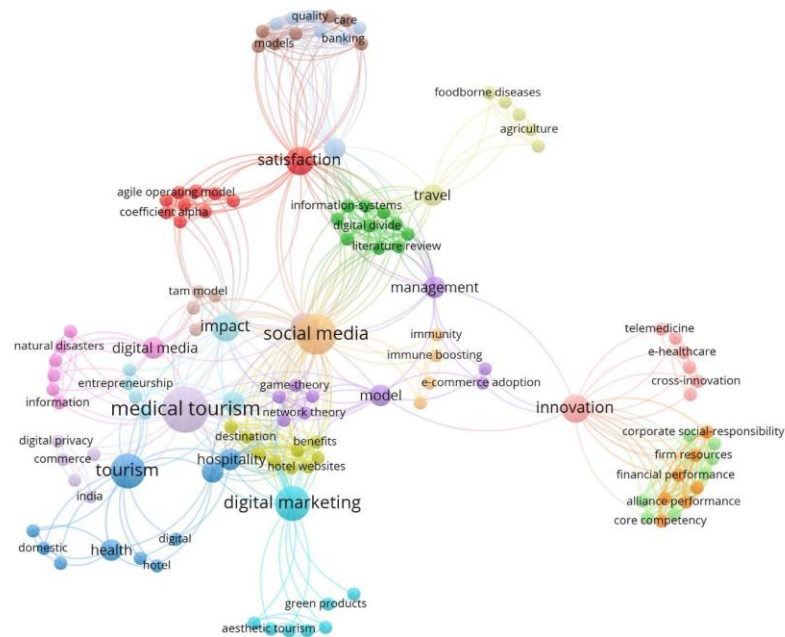 quality
care
models
banking
foodborne diseases
agriculture
satisfaction
agile operating model
coefficient alpha
travel
information-systems
digital divide
literature review
management
tam model
impact
social media
natural disasters
digital media
immunity
telemedicine
immune boosting
e-healthcare
entrepreneurship
game-theory
e-commerce adoption
cross-innovation
information
medical tourism
network theory
model
innovation
digital privacy
destination
benefits
corporate social-responsibility
commerce
hospitality
hotel websites
firm resources
tourism
financial performance
india
digital marketing
alliance performance
core competency
domestic
health
digital
hotel
green products
aesthetic tourism